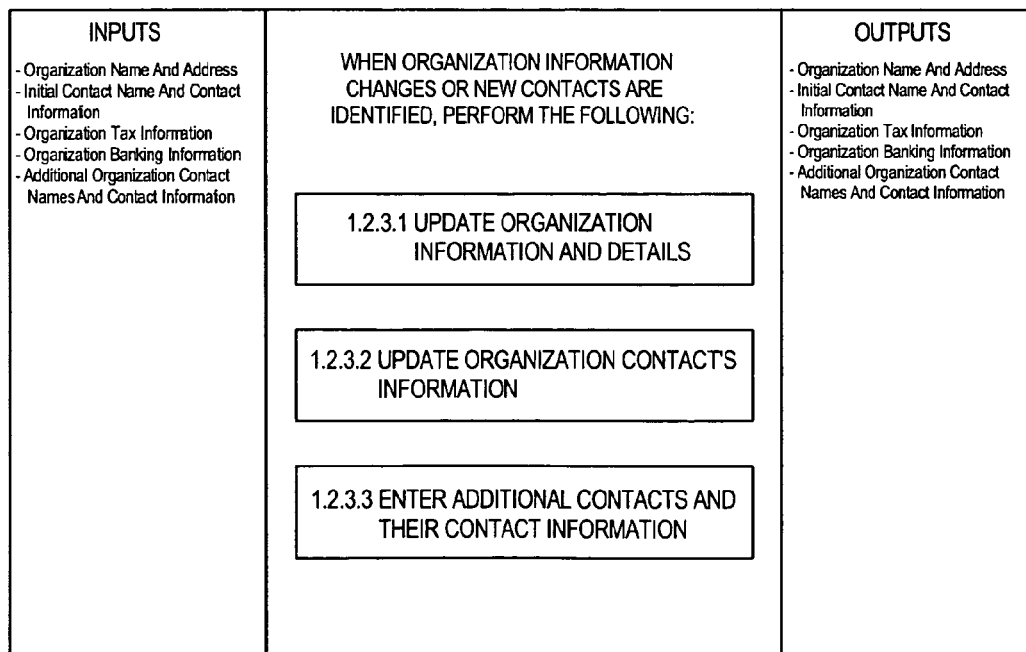 INPUTS
- Organization Name And Address
- Initial Contact Name And Contact
Information
- Organization Tax Information
- Organization Banking Information
- Additional Organization Contact
Names And Contact Information
WHEN ORGANIZATION INFORMATION
CHANGES OR NEW CONTACTS ARE
IDENTIFIED, PERFORM THE FOLLOWING:
1.2.3.1 UPDATE ORGANIZATION
INFORMATION AND DETAILS
1.2.3.2 UPDATE ORGANIZATION CONTACT'S
INFORMATION
1.2.3.3 ENTER ADDITIONAL CONTACTS AND
THEIR CONTACT INFORMATION
OUTPUTS
- Organization Name And Address
- Initial Contact Name And Contact
Information
- Organization Tax Information
- Organization Banking Information
- Additional Organization Contact
Names And Contact Information